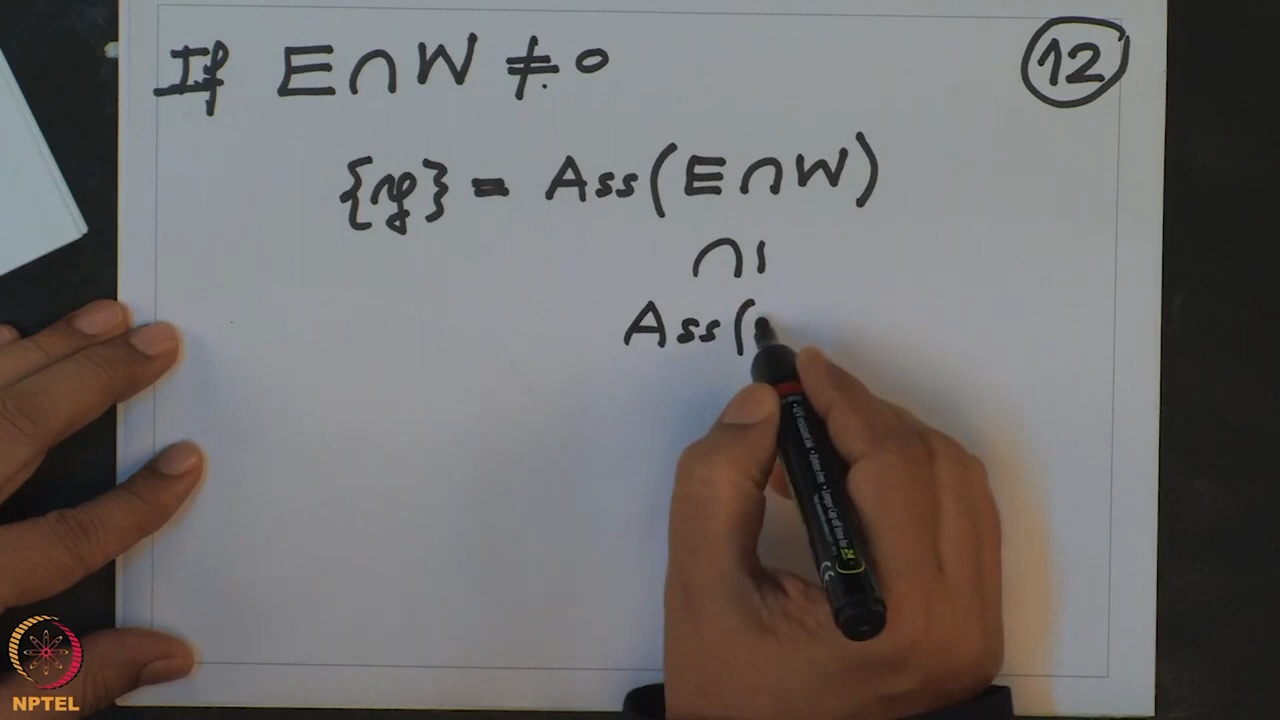 If E∩W ≠ 0
12
{𝔭} = Ass(E∩W)
∩|
Ass(
NPTEL